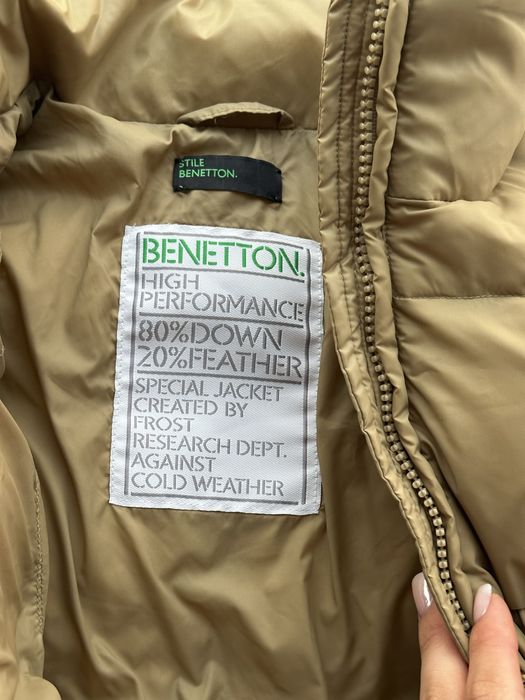 STILE
BENETTON.
BENETTON.
HIGH
PERFORMANCE
80%DOWN
20%FEATHER
SPECIAL JACKET
CREATED BY
FROST
RESEARCH DEPT.
AGAINST
COLD WEATHER